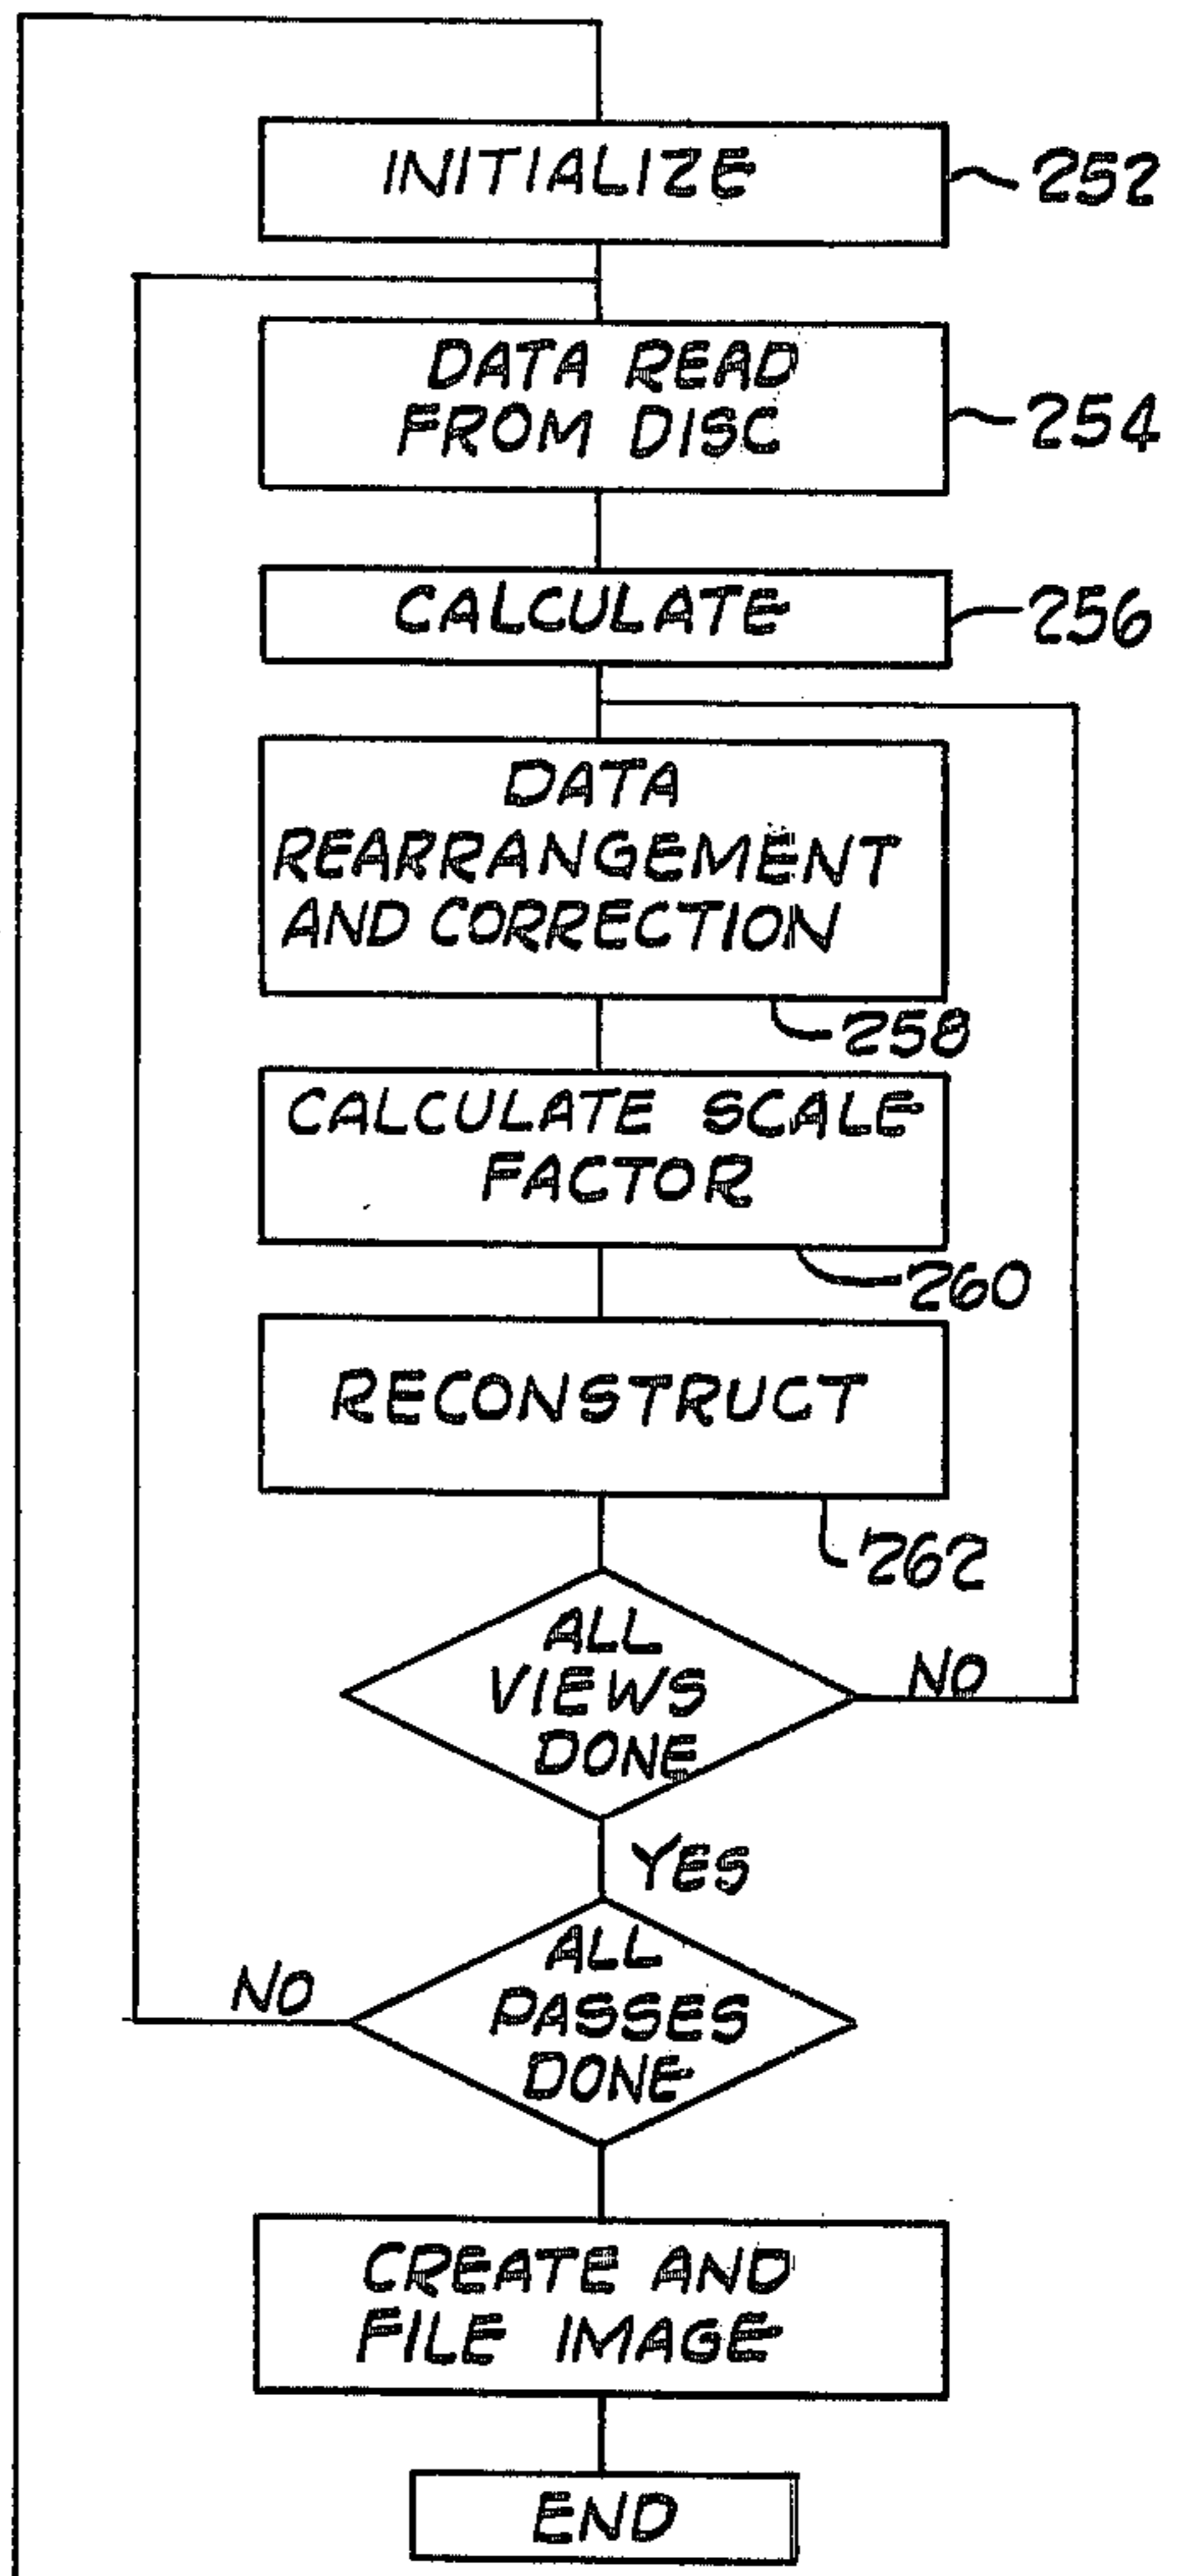 INITIALIZE
252
DATA READ
FROM DISC
254
CALCULATE
256
DATA
REARRANGEMENT
AND CORRECTION
258
CALCULATE SCALE
FACTOR
260
RECONSTRUCT
262
ALL
VIEWS
DONE
NO
YES
ALL
PASSES
DONE
NO
CREATE AND
FILE IMAGE
END